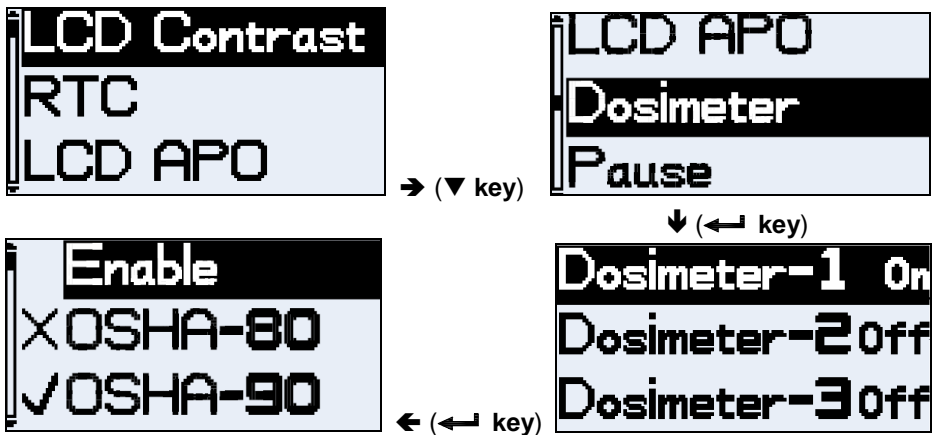 LCD Contrast
RTC
LCD APO
➔ (▼ key)
LCD APO
Dosimeter
Pause
🡻 (↵ key)
Dosimeter-1 On
Dosimeter-2 Off
Dosimeter-3 Off
🡸 (↵ key)
Enable
✕OSHA-80
✓OSHA-90